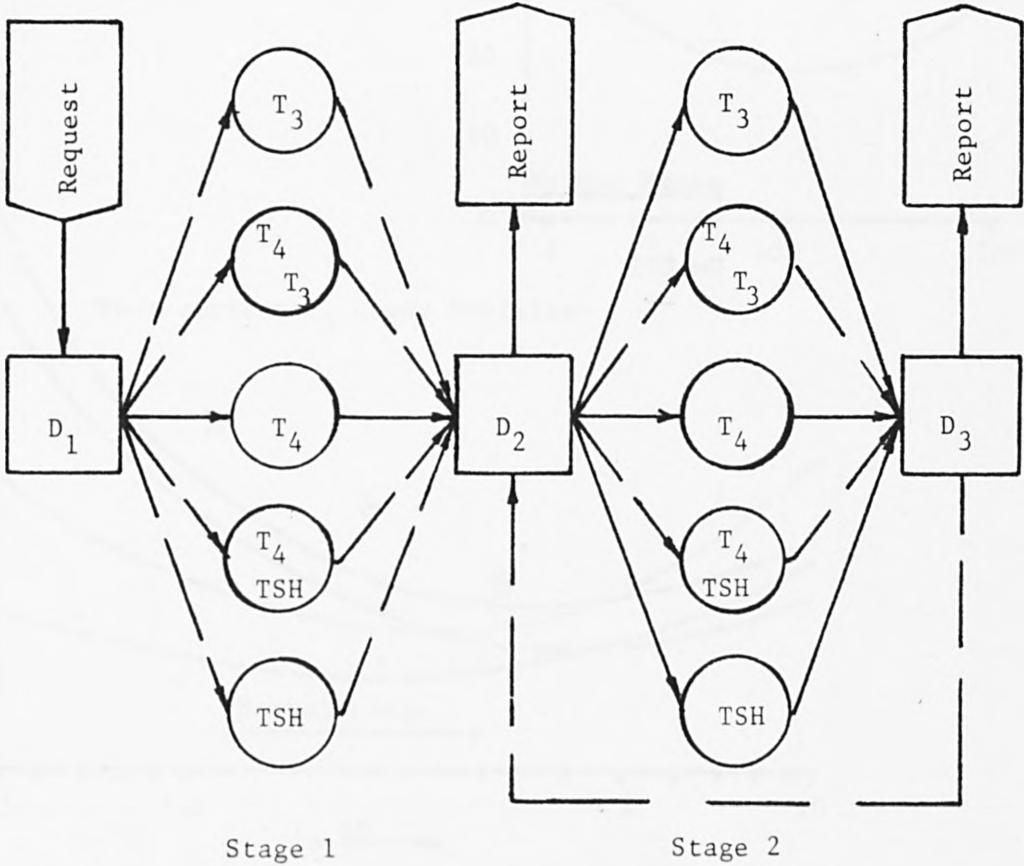 Request
D1
T3
T4
T3
T4
T4
TSH
TSH
Report
D2
T3
T4
T3
T4
T4
TSH
TSH
Report
D3
Stage 1
Stage 2